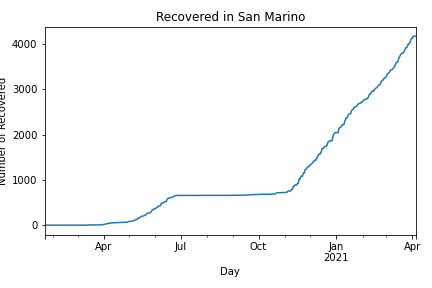 Recovered in San Marino
Number of Recovered
4000
3000
2000
1000
0
Apr
Jul
Oct
Jan
2021
Apr
Day